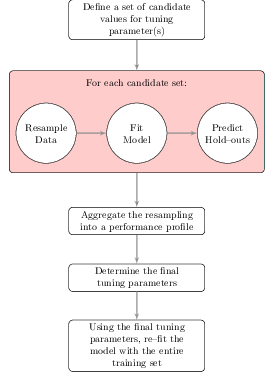 Define a set of candidate
values for tuning
parameter(s)
For each candidate set:
Resample
Data
Fit
Model
Predict
Hold–outs
Aggregate the resampling
into a performance profile
Determine the final
tuning parameters
Using the final tuning
parameters, re–fit the
model with the entire
training set